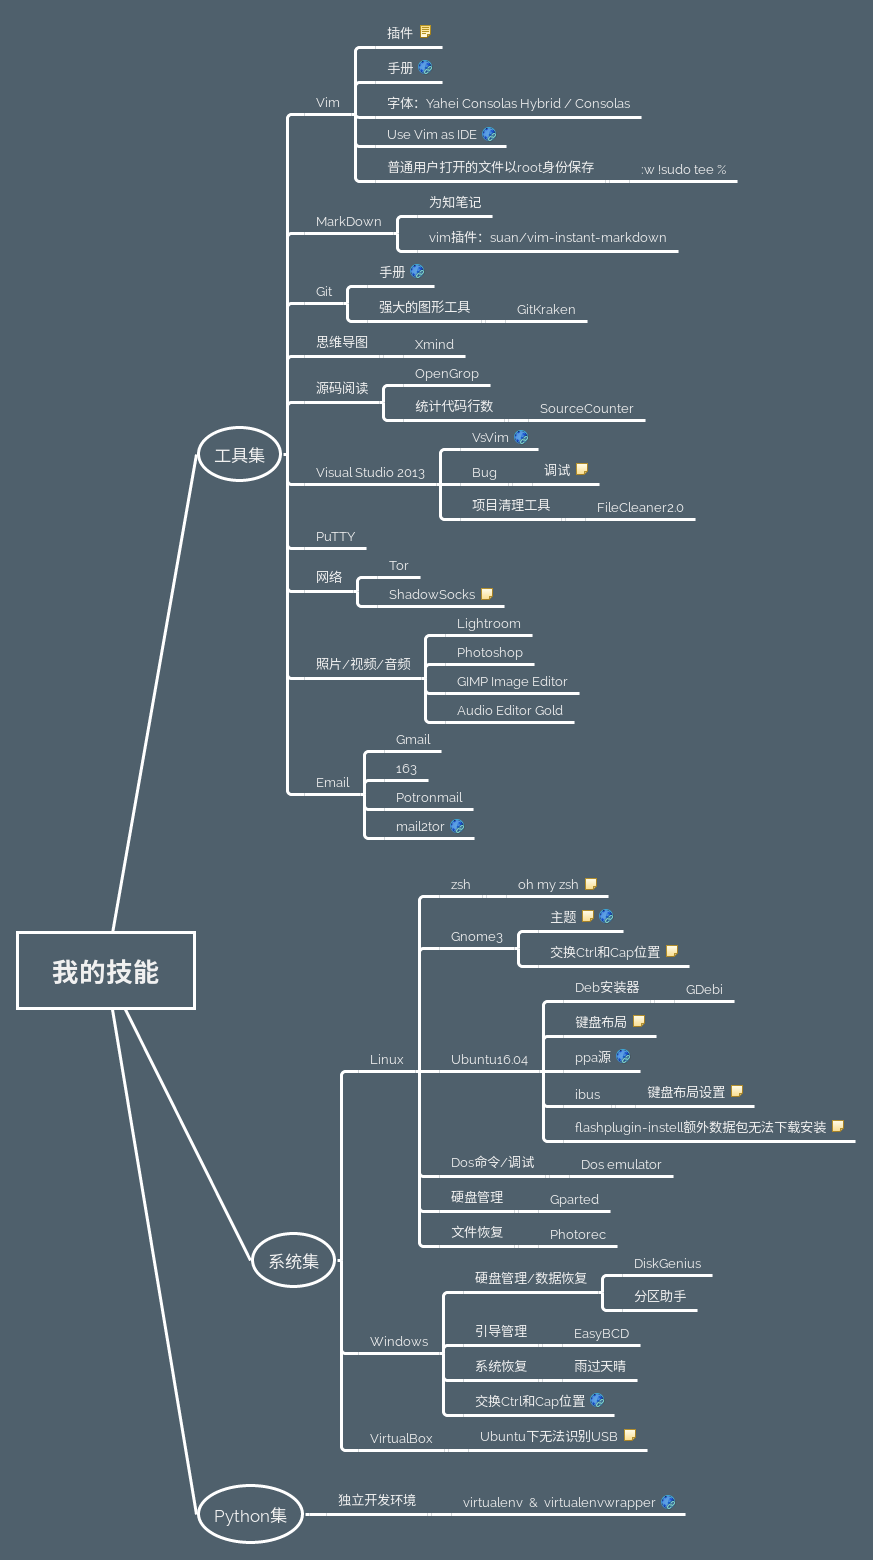 插件
手册
Vim
字体：Yahei Consolas Hybrid / Consolas
Use Vim as IDE
普通用户打开的文件以root身份保存
:w !sudo tee %
为知笔记
MarkDown
vim插件：suan/vim-instant-markdown
手册
Git
强大的图形工具
GitKraken
思维导图
Xmind
OpenGrop
源码阅读
统计代码行数
SourceCounter
工具集
VsVim
Visual Studio 2013
Bug
调试
项目清理工具
FileCleaner2.0
PuTTY
Tor
网络
ShadowSocks
Lightroom
Photoshop
照片/视频/音频
GIMP Image Editor
Audio Editor Gold
Gmail
163
Email
Potronmail
mail2tor
zsh
oh my zsh
主题
Gnome3
交换Ctrl和Cap位置
我的技能
Deb安装器
GDebi
键盘布局
Linux
Ubuntu16.04
ppa源
ibus
键盘布局设置
flashplugin-instell额外数据包无法下载安装
Dos命令/调试
Dos emulator
硬盘管理
Gparted
文件恢复
Photorec
系统集
DiskGenius
硬盘管理/数据恢复
分区助手
引导管理
EasyBCD
Windows
系统恢复
雨过天晴
交换Ctrl和Cap位置
VirtualBox
Ubuntu下无法识别USB
Python集
独立开发环境
virtualenv & virtualenvwrapper